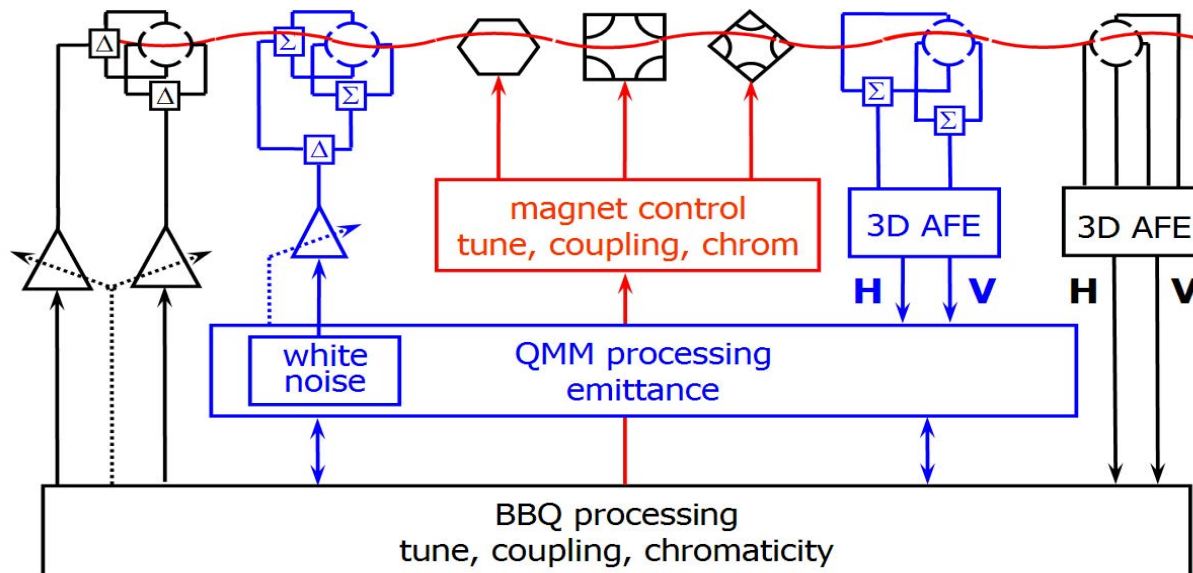 Δ
Δ
Σ
Σ
Δ
Σ
Σ
magnet control
tune, coupling, chrom
3D AFE
3D AFE
H V
H V
white
noise
QMM processing
emittance
BBQ processing
tune, coupling, chromaticity